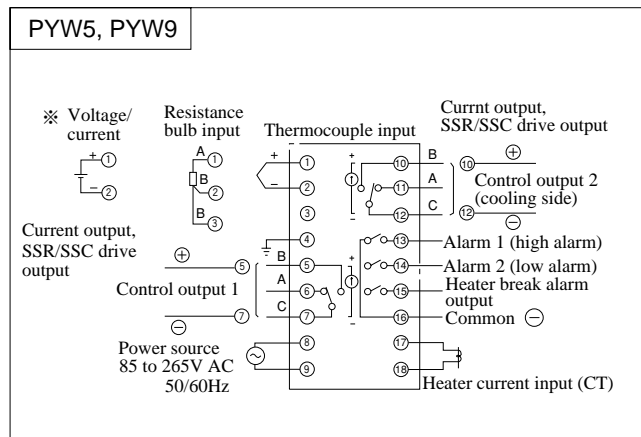 PYW5, PYW9
※ Voltage/
current
+ 1
− 2
Resistance
bulb input
A 1
B 2
B 3
Thermocouple input
+ 1
− 2
3
4
B 5
A 6
C 7
8
9
+
−
+
−
10 B
11 A
12 C
13
14
15
16
17
18
Currnt output,
SSR/SSC drive output
10 +
Control output 2
(cooling side)
12 −
Current output,
SSR/SSC drive
output
+ 5
Control output 1
− 7
Power source
85 to 265V AC
50/60Hz
Alarm 1 (high alarm)
Alarm 2 (low alarm)
Heater break alarm
output
Common −
Heater current input (CT)